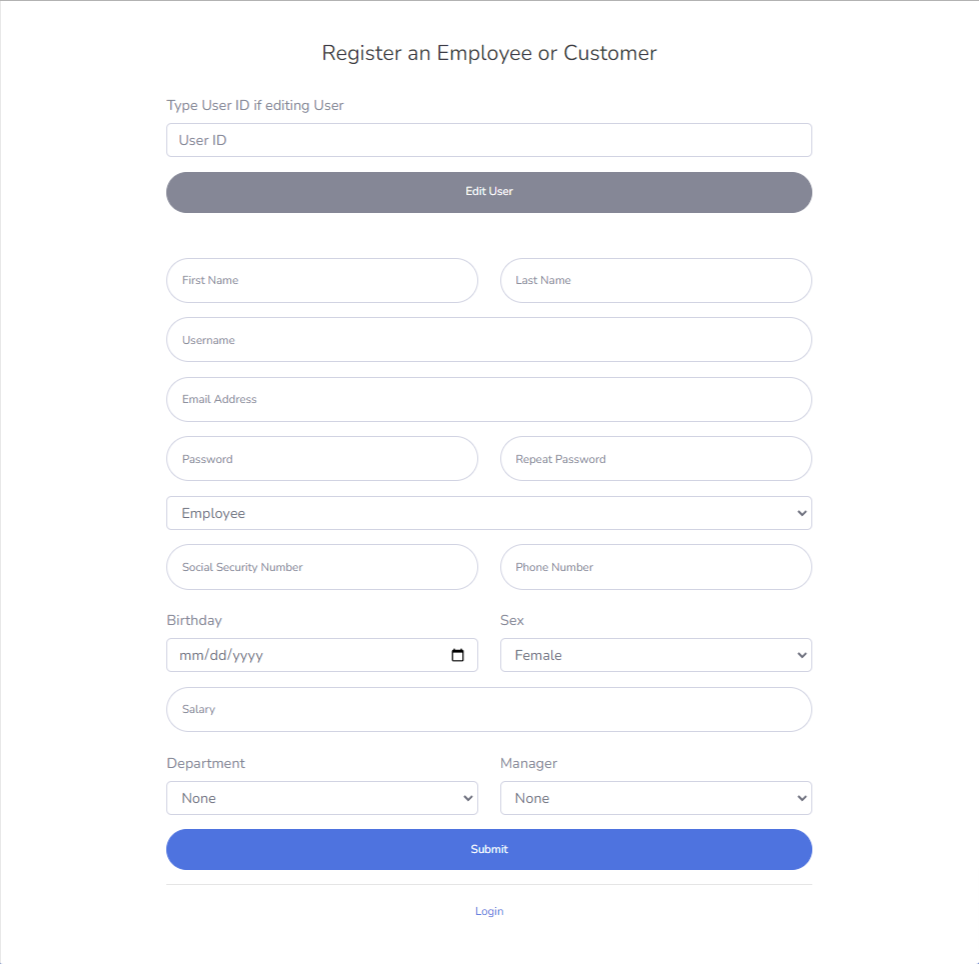 Register an Employee or Customer
Type User ID if editing User
User ID
Edit User
First Name Last Name
Username
Email Address
Password Repeat Password
Employee
Social Security Number Phone Number
Birthday Sex
mm/dd/yyyy Female
Salary
Department Manager
None None
Submit
Login